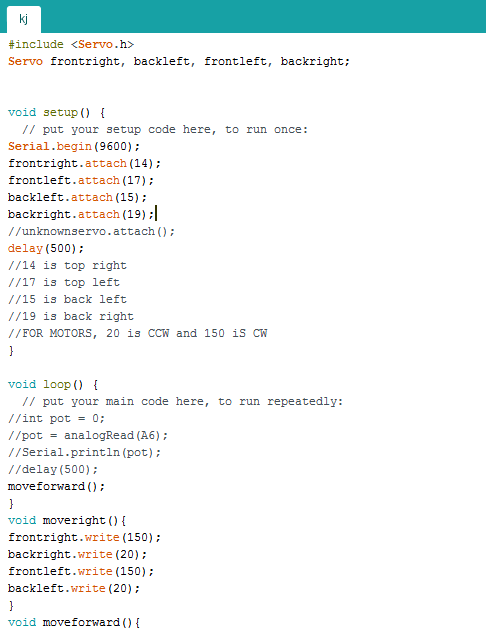 kj
#include <Servo.h>
Servo frontright, backleft, frontleft, backright;
void setup() {
  // put your setup code here, to run once:
Serial.begin(9600);
frontright.attach(14);
frontleft.attach(17);
backleft.attach(15);
backright.attach(19);
//unknownservo.attach();
delay(500);
//14 is top right
//17 is top left
//15 is back left
//19 is back right
//FOR MOTORS, 20 is CCW and 150 iS CW
}
void loop() {
  // put your main code here, to run repeatedly:
//int pot = 0;
//pot = analogRead(A6);
//Serial.println(pot);
//delay(500);
moveforward();
}
void moveright(){
frontright.write(150);
backright.write(20);
frontleft.write(150);
backleft.write(20);
}
void moveforward(){